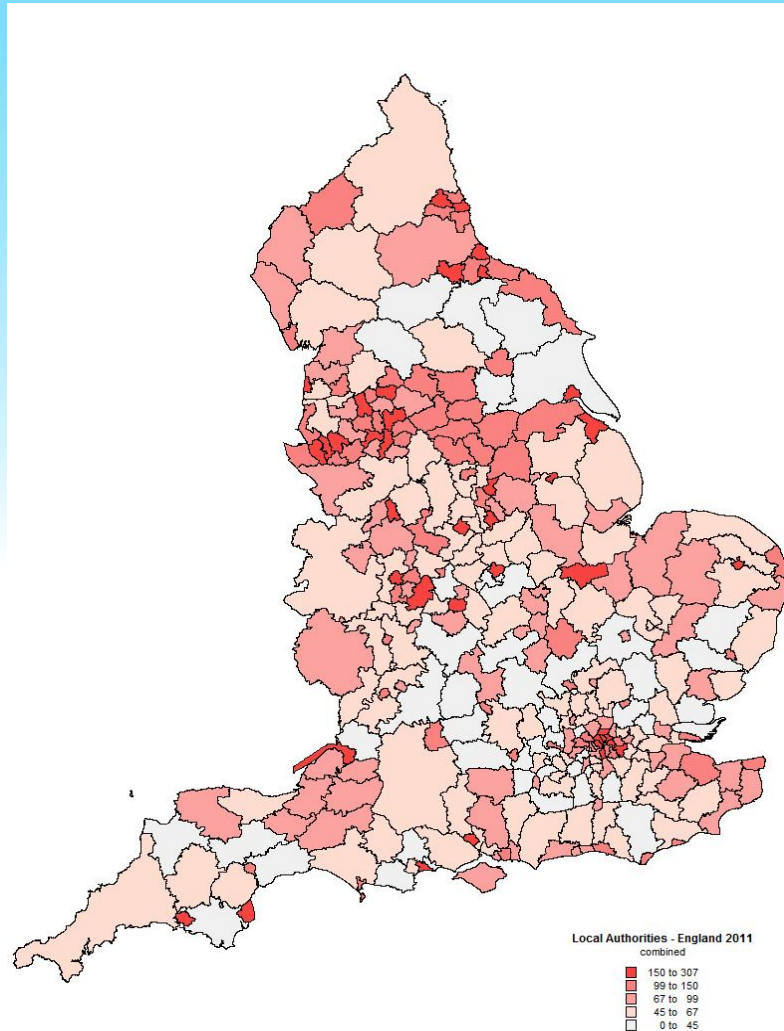 Local Authorities - England 2011
combined
150 to 307
99 to 150
67 to 99
45 to 67
0 to 45